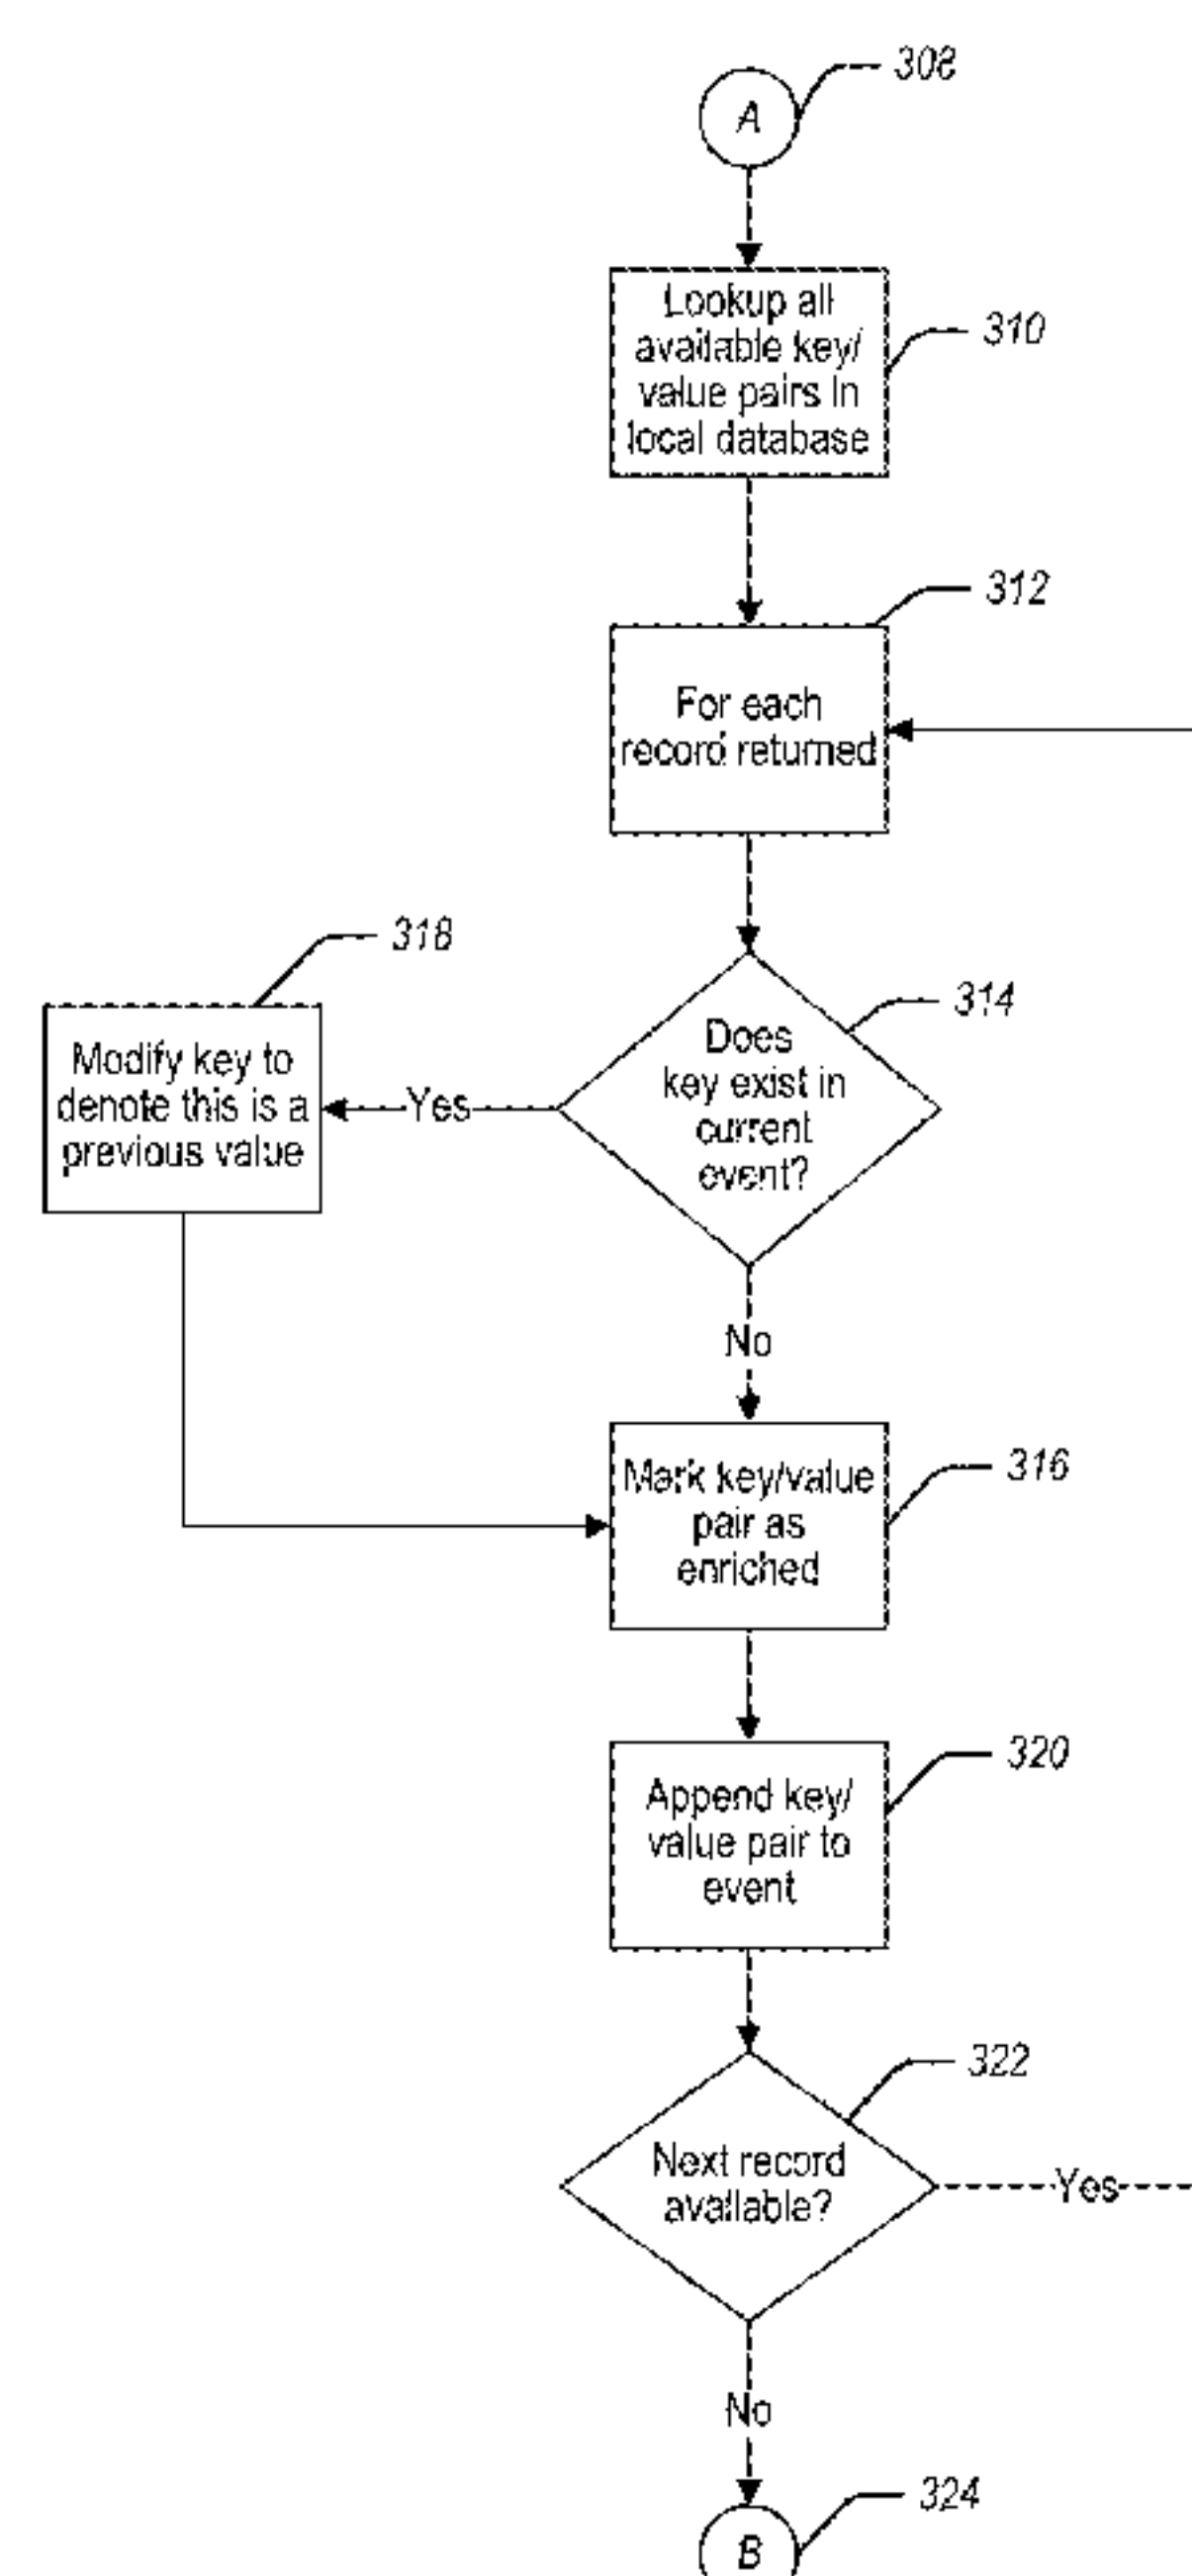 308
A
Lookup all
available key/
value pairs in
local database
310
312
For each
record returned
318
Modify key to
denote this is a
previous value
Yes
314
Does
key exist in
current
event?
No
Mark key/value
pair as
enriched
316
Append key/
value pair to
event
320
322
Next record
available?
Yes
No
324
B